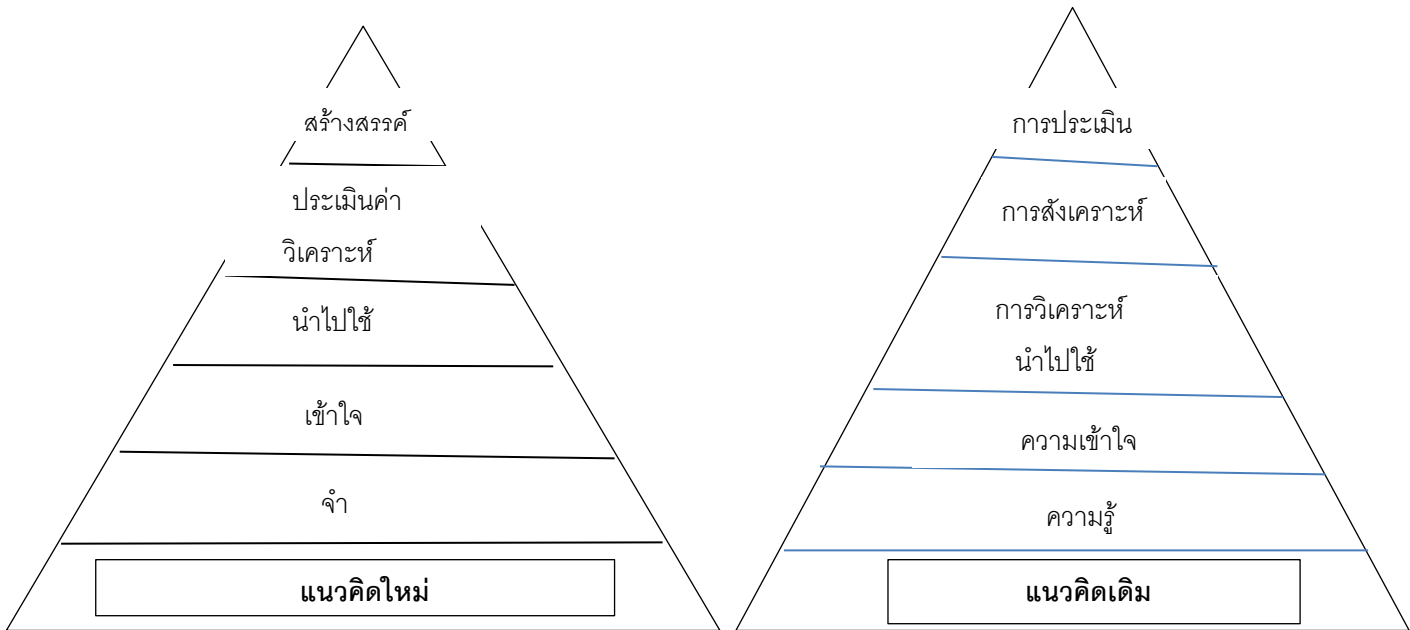 สร้างสรรค์
ประเมินค่า
วิเคราะห์
นำไปใช้
เข้าใจ
จำ
แนวคิดใหม่
การประเมิน
การสังเคราะห์
การวิเคราะห์
นำไปใช้
ความเข้าใจ
ความรู้
แนวคิดเดิม